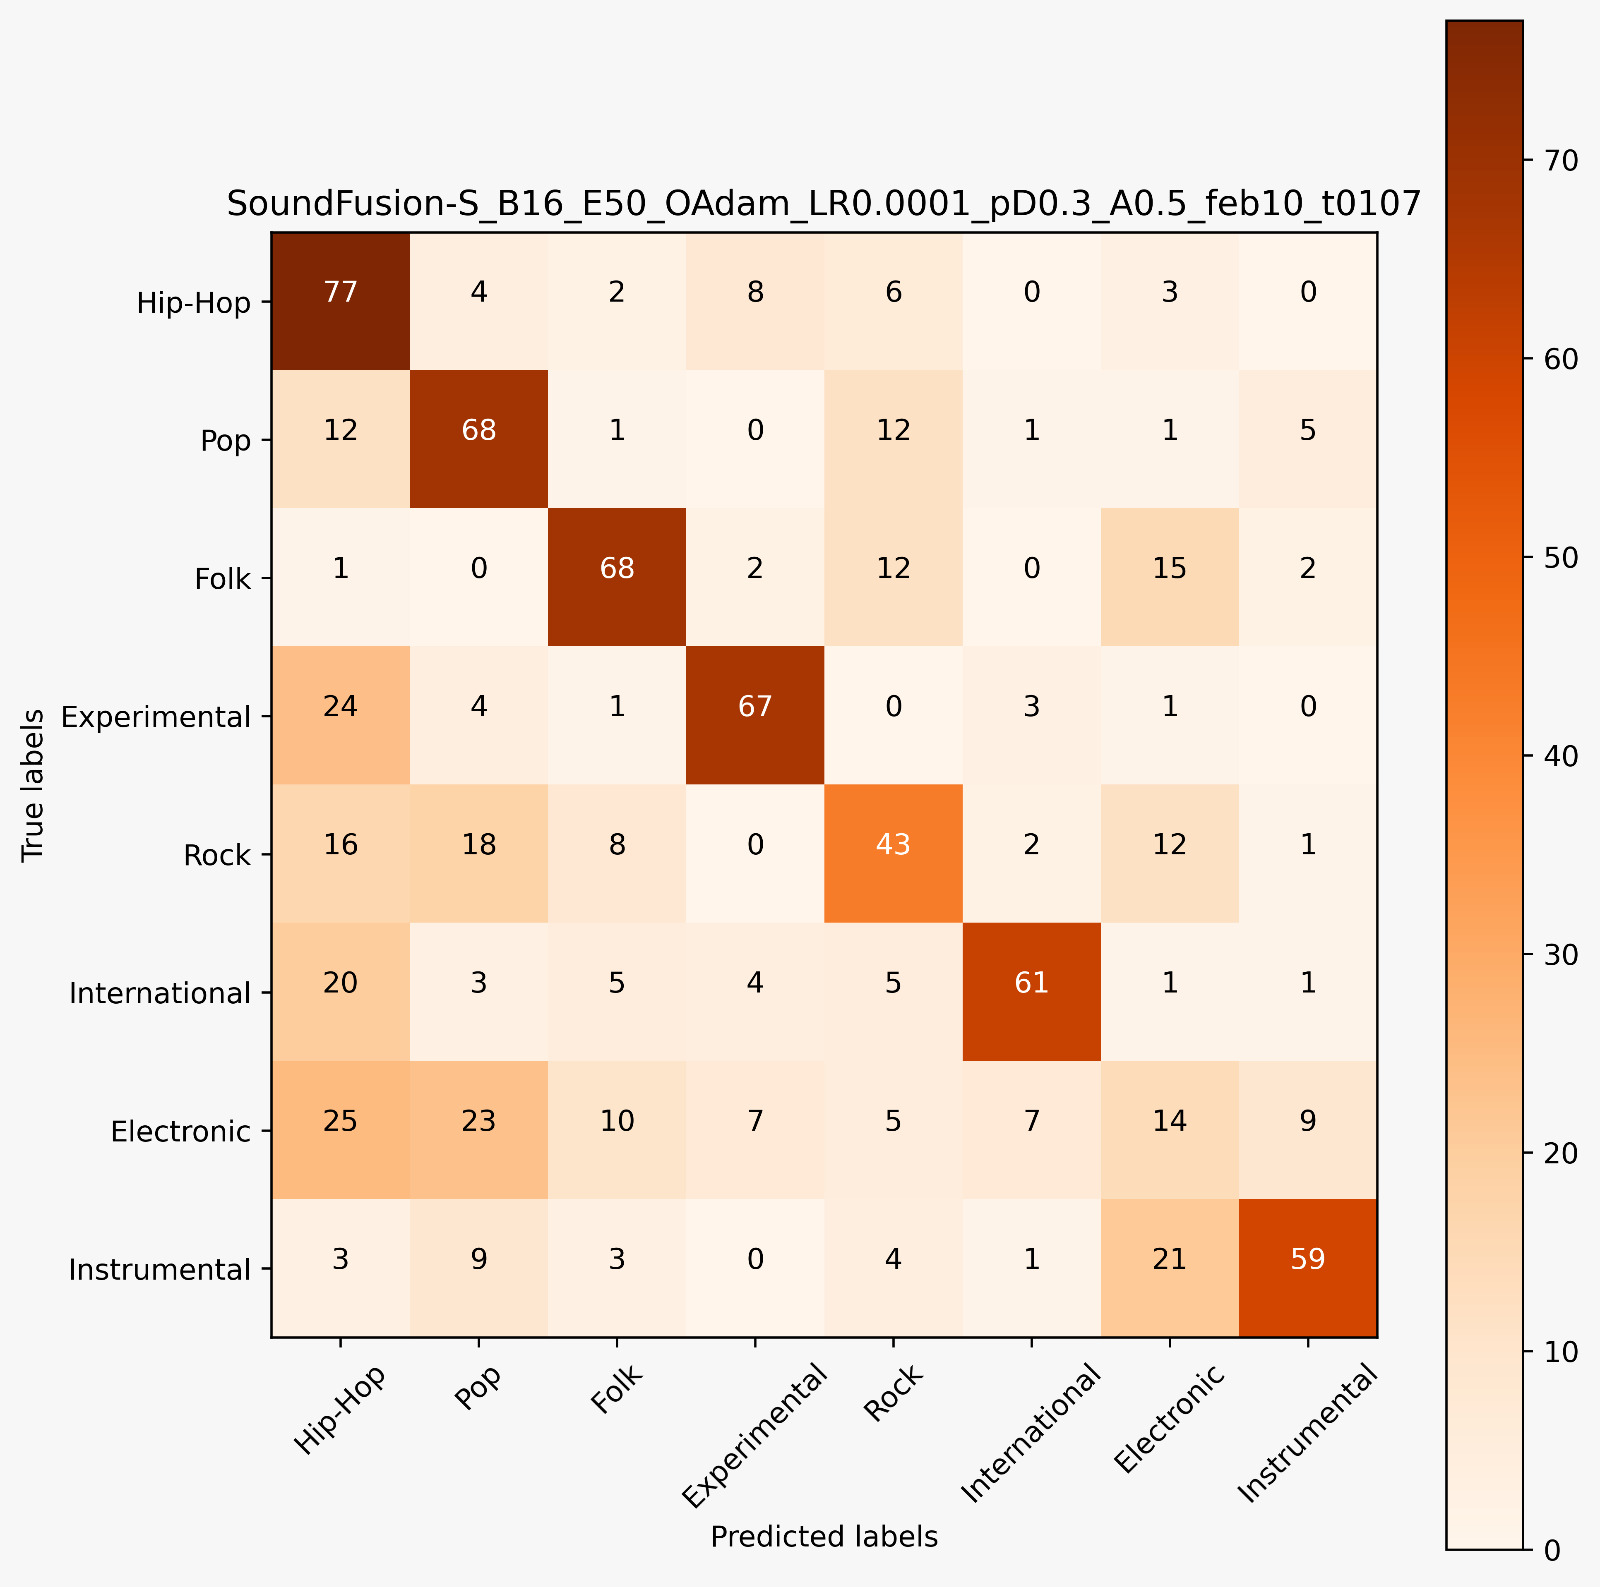 SoundFusion-S_B16_E50_OAdam_LR0.0001_pD0.3_A0.5_feb10_t0107
Hip-Hop 77 4 2 8 6 0 3 0
Pop 12 68 1 0 12 1 1 5
Folk 1 0 68 2 12 0 15 2
Experimental 24 4 1 67 0 3 1 0
Rock 16 18 8 0 43 2 12 1
International 20 3 5 4 5 61 1 1
Electronic 25 23 10 7 5 7 14 9
Instrumental 3 9 3 0 4 1 21 59
True labels
Hip-Hop Pop Folk Experimental Rock International Electronic Instrumental
Predicted labels
70
60
50
40
30
20
10
0